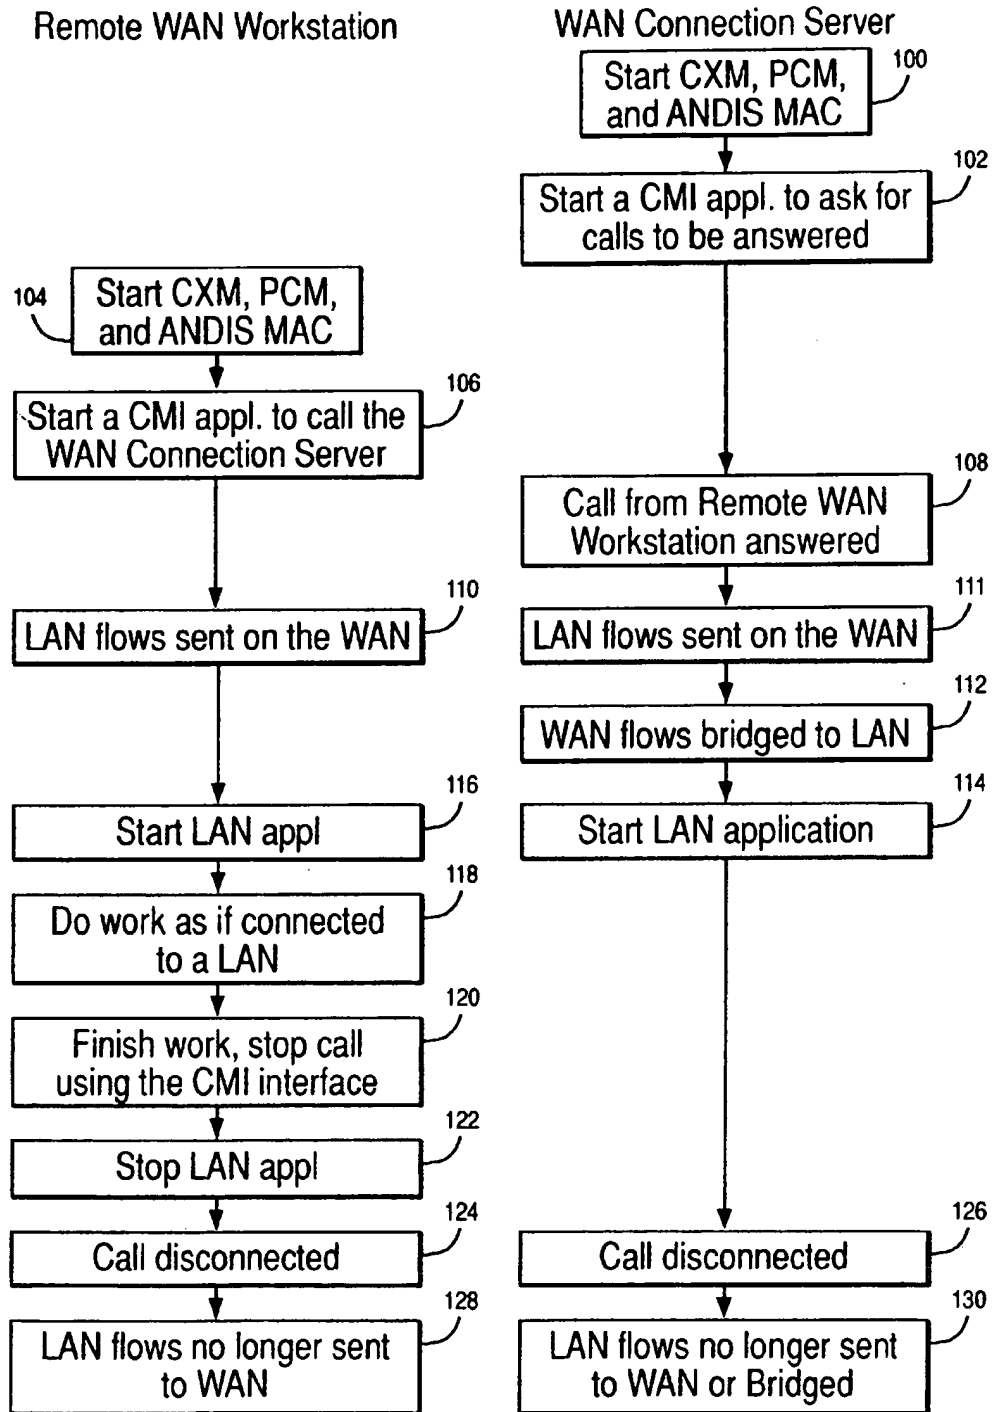 Remote WAN Workstation
104
Start CXM, PCM,
and ANDIS MAC
106
Start a CMI appl. to call the
WAN Connection Server
110
LAN flows sent on the WAN
116
Start LAN appl
118
Do work as if connected
to a LAN
120
Finish work, stop call
using the CMI interface
122
Stop LAN appl
124
Call disconnected
128
LAN flows no longer sent
to WAN
WAN Connection Server
100
Start CXM, PCM,
and ANDIS MAC
102
Start a CMI appl. to ask for
calls to be answered
108
Call from Remote WAN
Workstation answered
111
LAN flows sent on the WAN
112
WAN flows bridged to LAN
114
Start LAN application
126
Call disconnected
130
LAN flows no longer sent
to WAN or Bridged